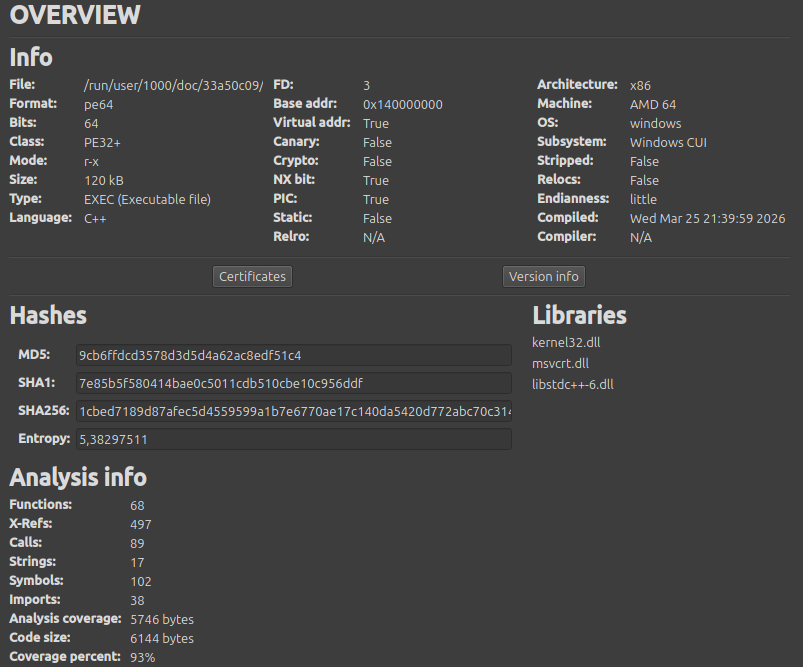 OVERVIEW
Info
File: /run/user/1000/doc/33a50c09/ FD: 3 Architecture: x86
Format: pe64 Base addr: 0x140000000 Machine: AMD 64
Bits: 64 Virtual addr: True OS: windows
Class: PE32+ Canary: False Subsystem: Windows CUI
Mode: r-x Crypto: False Stripped: False
Size: 120 kB NX bit: True Relocs: False
Type: EXEC (Executable file) PIC: True Endianness: little
Language: C++ Static: False Compiled: Wed Mar 25 21:39:59 2026
Relro: N/A Compiler: N/A
Certificates Version info
Hashes Libraries
MD5: 9cb6ffdcd3578d3d5d4a62ac8edf51c4
SHA1: 7e85b5f580414bae0c5011cdb510cbe10c956ddf
SHA256: 1cbed7189d87afec5d4559599a1b7e6770ae17c140da5420d772abc70c314
Entropy: 5,38297511
kernel32.dll
msvcrt.dll
libstdc++-6.dll
Analysis info
Functions: 68
X-Refs: 497
Calls: 89
Strings: 17
Symbols: 102
Imports: 38
Analysis coverage: 5746 bytes
Code size: 6144 bytes
Coverage percent: 93%